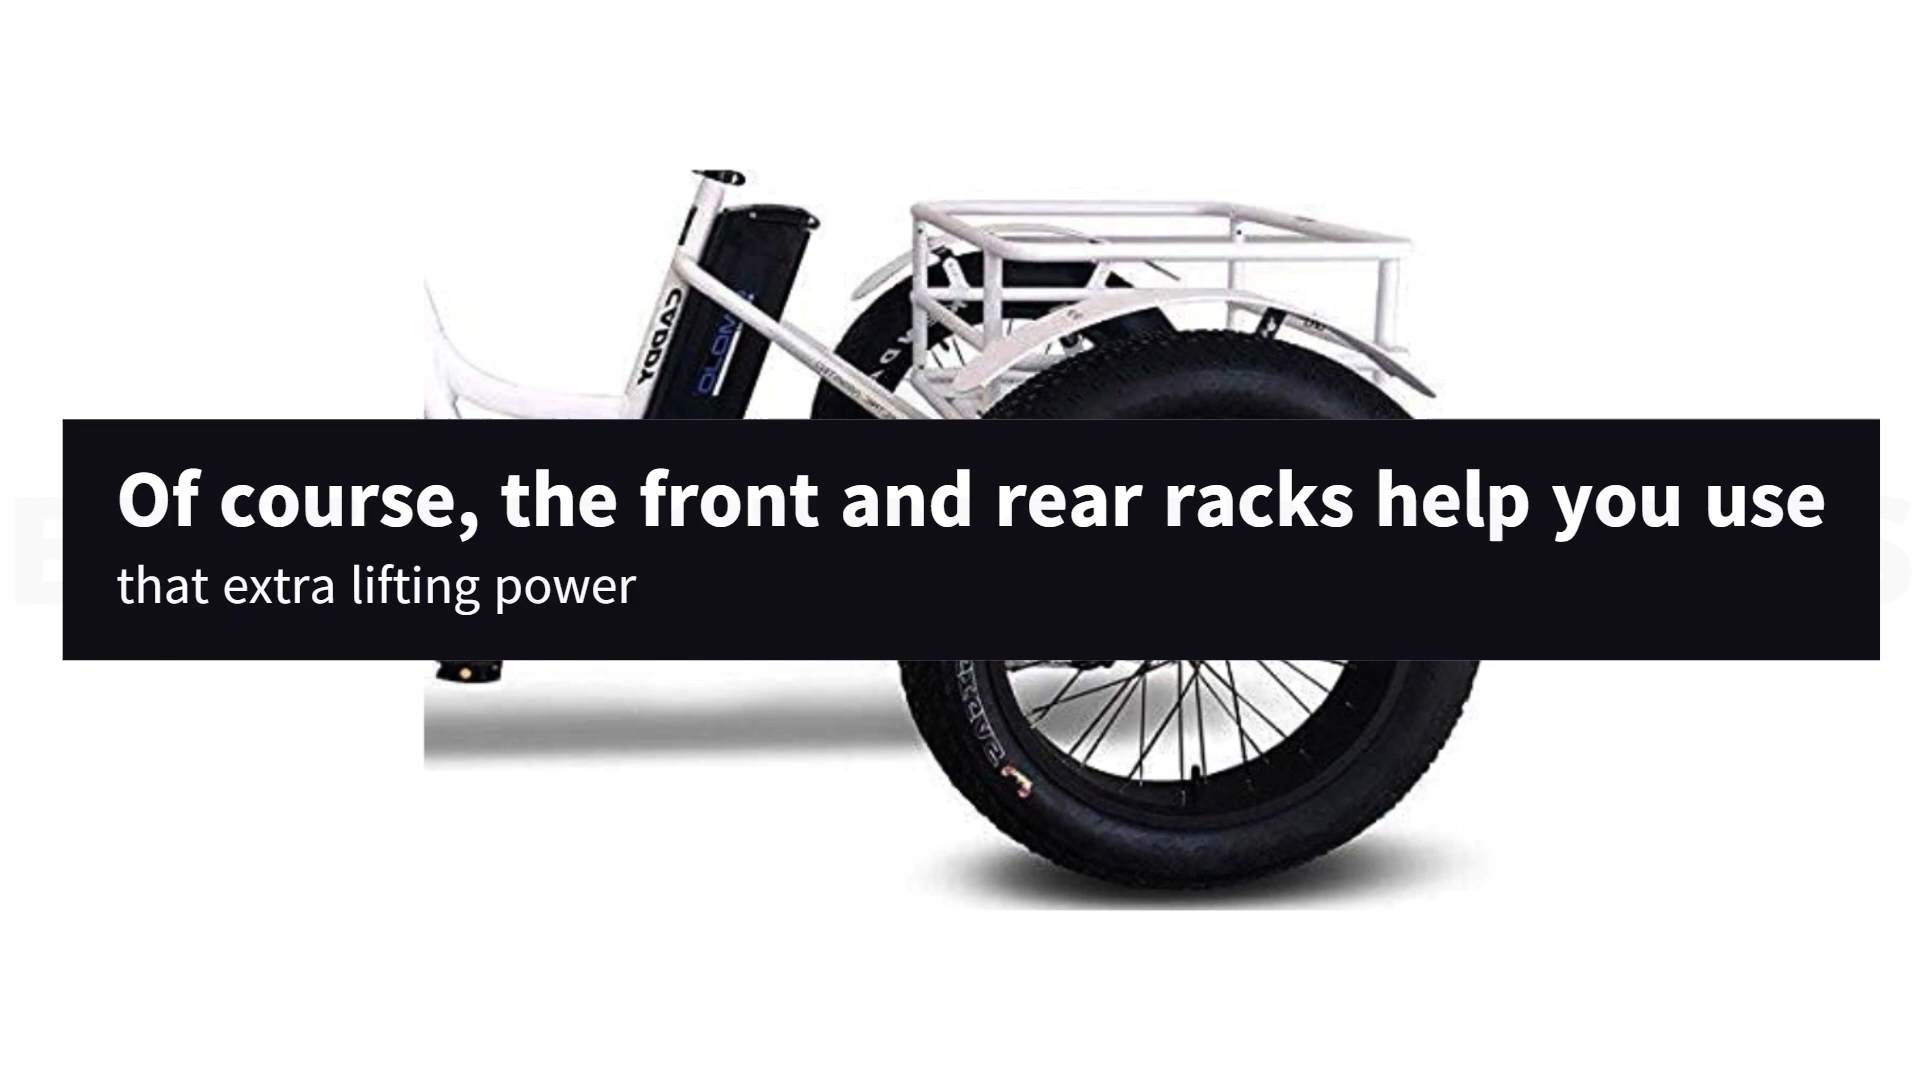 CADDY
Of course, the front and rear racks help you use
that extra lifting power